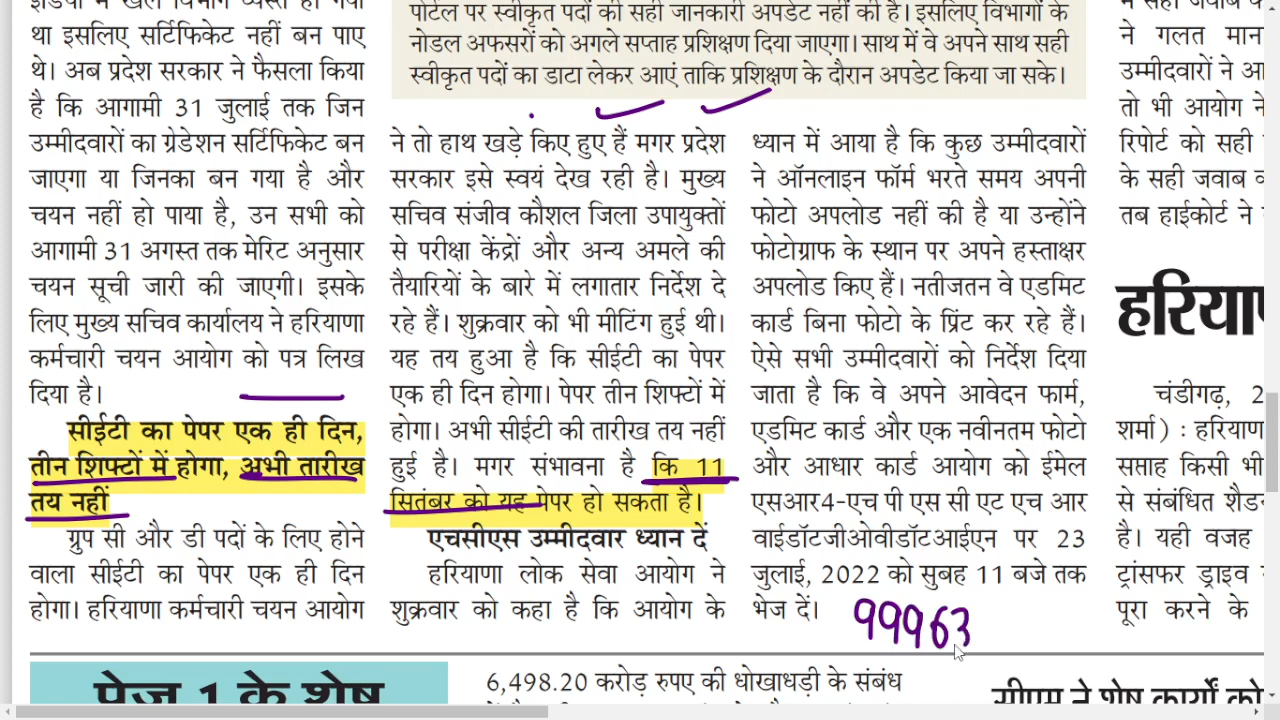 था इसलिए सर्टिफिकेट नहीं बन पाए
थे। अब प्रदेश सरकार ने फैसला किया
है कि आगामी 31 जुलाई तक जिन
उम्मीदवारों का ग्रेडेशन सर्टिफिकेट बन
जाएगा या जिनका बन गया है और
चयन नहीं हो पाया है, उन सभी को
आगामी 31 अगस्त तक मेरिट अनुसार
चयन सूची जारी की जाएगी। इसके
लिए मुख्य सचिव कार्यालय ने हरियाणा
कर्मचारी चयन आयोग को पत्र लिख
दिया है।
सीईटी का पेपर एक ही दिन,
तीन शिफ्टों में होगा, अभी तारीख
तय नहीं
ग्रुप सी और डी पदों के लिए होने
वाला सीईटी का पेपर एक ही दिन
होगा। हरियाणा कर्मचारी चयन आयोग
पोर्टल पर स्वीकृत पदों की सही जानकारी अपडेट नहीं की है। इसलिए विभागों के
नोडल अफसरों को अगले सप्ताह प्रशिक्षण दिया जाएगा। साथ में वे अपने साथ सही
स्वीकृत पदों का डाटा लेकर आएं ताकि प्रशिक्षण के दौरान अपडेट किया जा सके।
ने तो हाथ खड़े किए हुए हैं मगर प्रदेश
सरकार इसे स्वयं देख रही है। मुख्य
सचिव संजीव कौशल जिला उपायुक्तों
से परीक्षा केंद्रों और अन्य अमले की
तैयारियों के बारे में लगातार निर्देश दे
रहे हैं। शुक्रवार को भी मीटिंग हुई थी।
यह तय हुआ है कि सीईटी का पेपर
एक ही दिन होगा। पेपर तीन शिफ्टों में
होगा। अभी सीईटी की तारीख तय नहीं
हुई है। मगर संभावना है कि 11
सितंबर को यह पेपर हो सकता है।
एचसीएस उम्मीदवार ध्यान दें
हरियाणा लोक सेवा आयोग ने
शुक्रवार को कहा है कि आयोग के
ध्यान में आया है कि कुछ उम्मीदवारों
ने ऑनलाइन फॉर्म भरते समय अपनी
फोटो अपलोड नहीं की है या उन्होंने
फोटोग्राफ के स्थान पर अपने हस्ताक्षर
अपलोड किए हैं। नतीजतन वे एडमिट
कार्ड बिना फोटो के प्रिंट कर रहे हैं।
ऐसे सभी उम्मीदवारों को निर्देश दिया
जाता है कि वे अपने आवेदन फार्म,
एडमिट कार्ड और एक नवीनतम फोटो
और आधार कार्ड आयोग को ईमेल
एसआर4-एच पी एस सी एट एच आर
वाईडॉटजीओवीडॉटआईएन पर 23
जुलाई, 2022 को सुबह 11 बजे तक
भेज दें।
99963
ने गलत मान
उम्मीदवारों ने आ
तो भी आयोग ने
रिपोर्ट को सही
के सही जवाब व
तब हाईकोर्ट ने
हरिया
चंडीगढ़, 2
शर्मा) : हरियाणा
सप्ताह किसी भी
से संबंधित शैड
है। यही वजह
ट्रांसफर ड्राइव
पूरा करने के
पेज 1 के शेष
6,498.20 करोड़ रुपए की धोखाधड़ी के संबंध
सीएम ने शेष कार्यों को